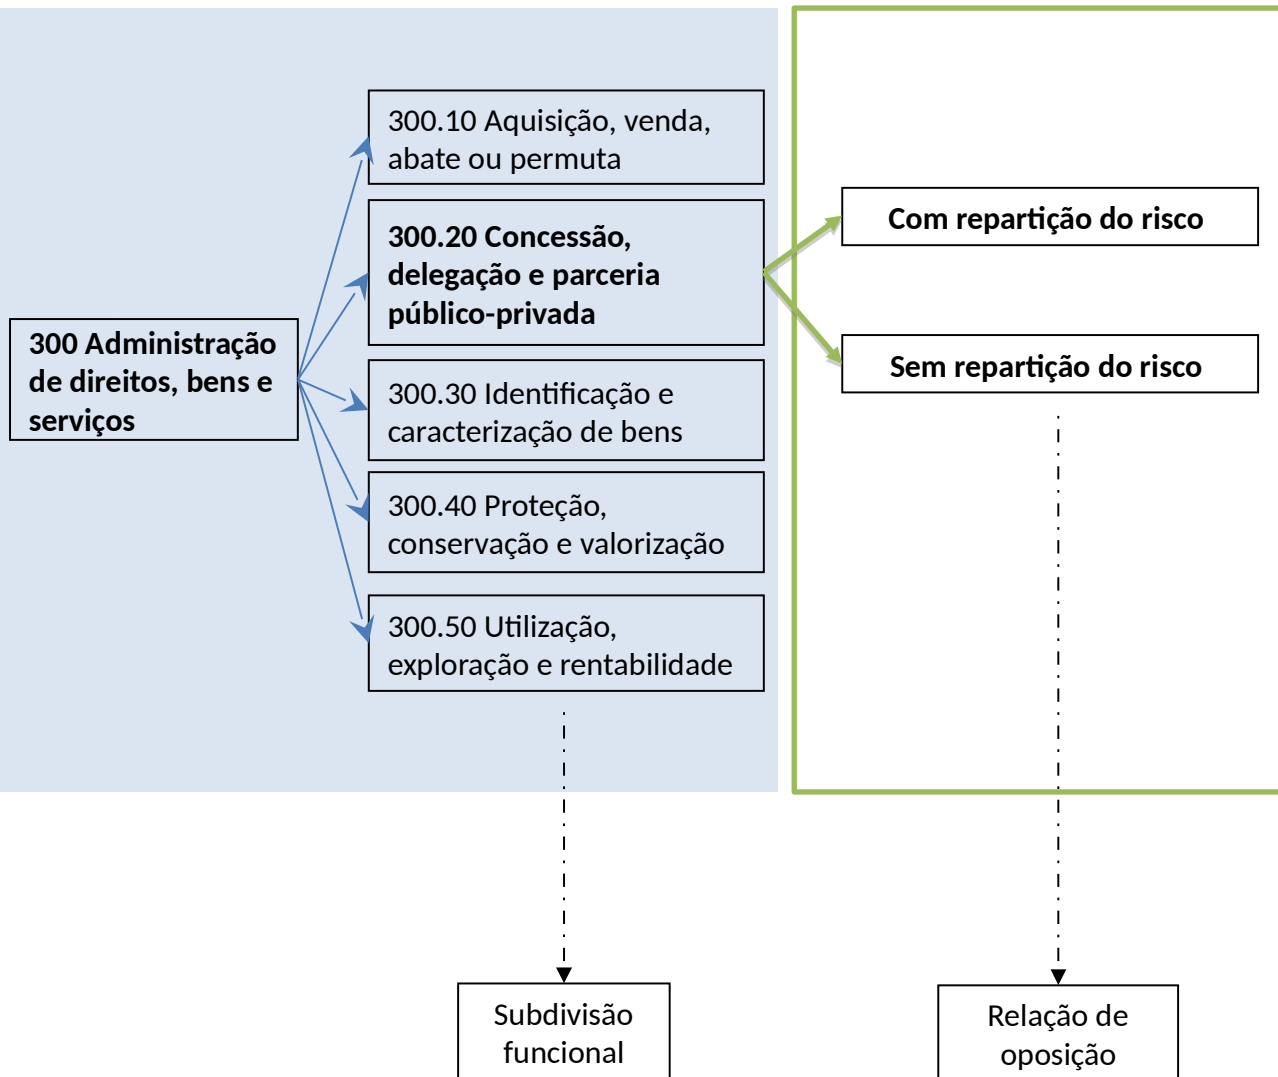 300 Administração
de direitos, bens e
serviços
300.10 Aquisição, venda,
abate ou permuta
300.20 Concessão,
delegação e parceria
público-privada
300.30 Identificação e
caracterização de bens
300.40 Proteção,
conservação e valorização
300.50 Utilização,
exploração e rentabilidade
Com repartição do risco
Sem repartição do risco
Subdivisão
funcional
Relação de
oposição